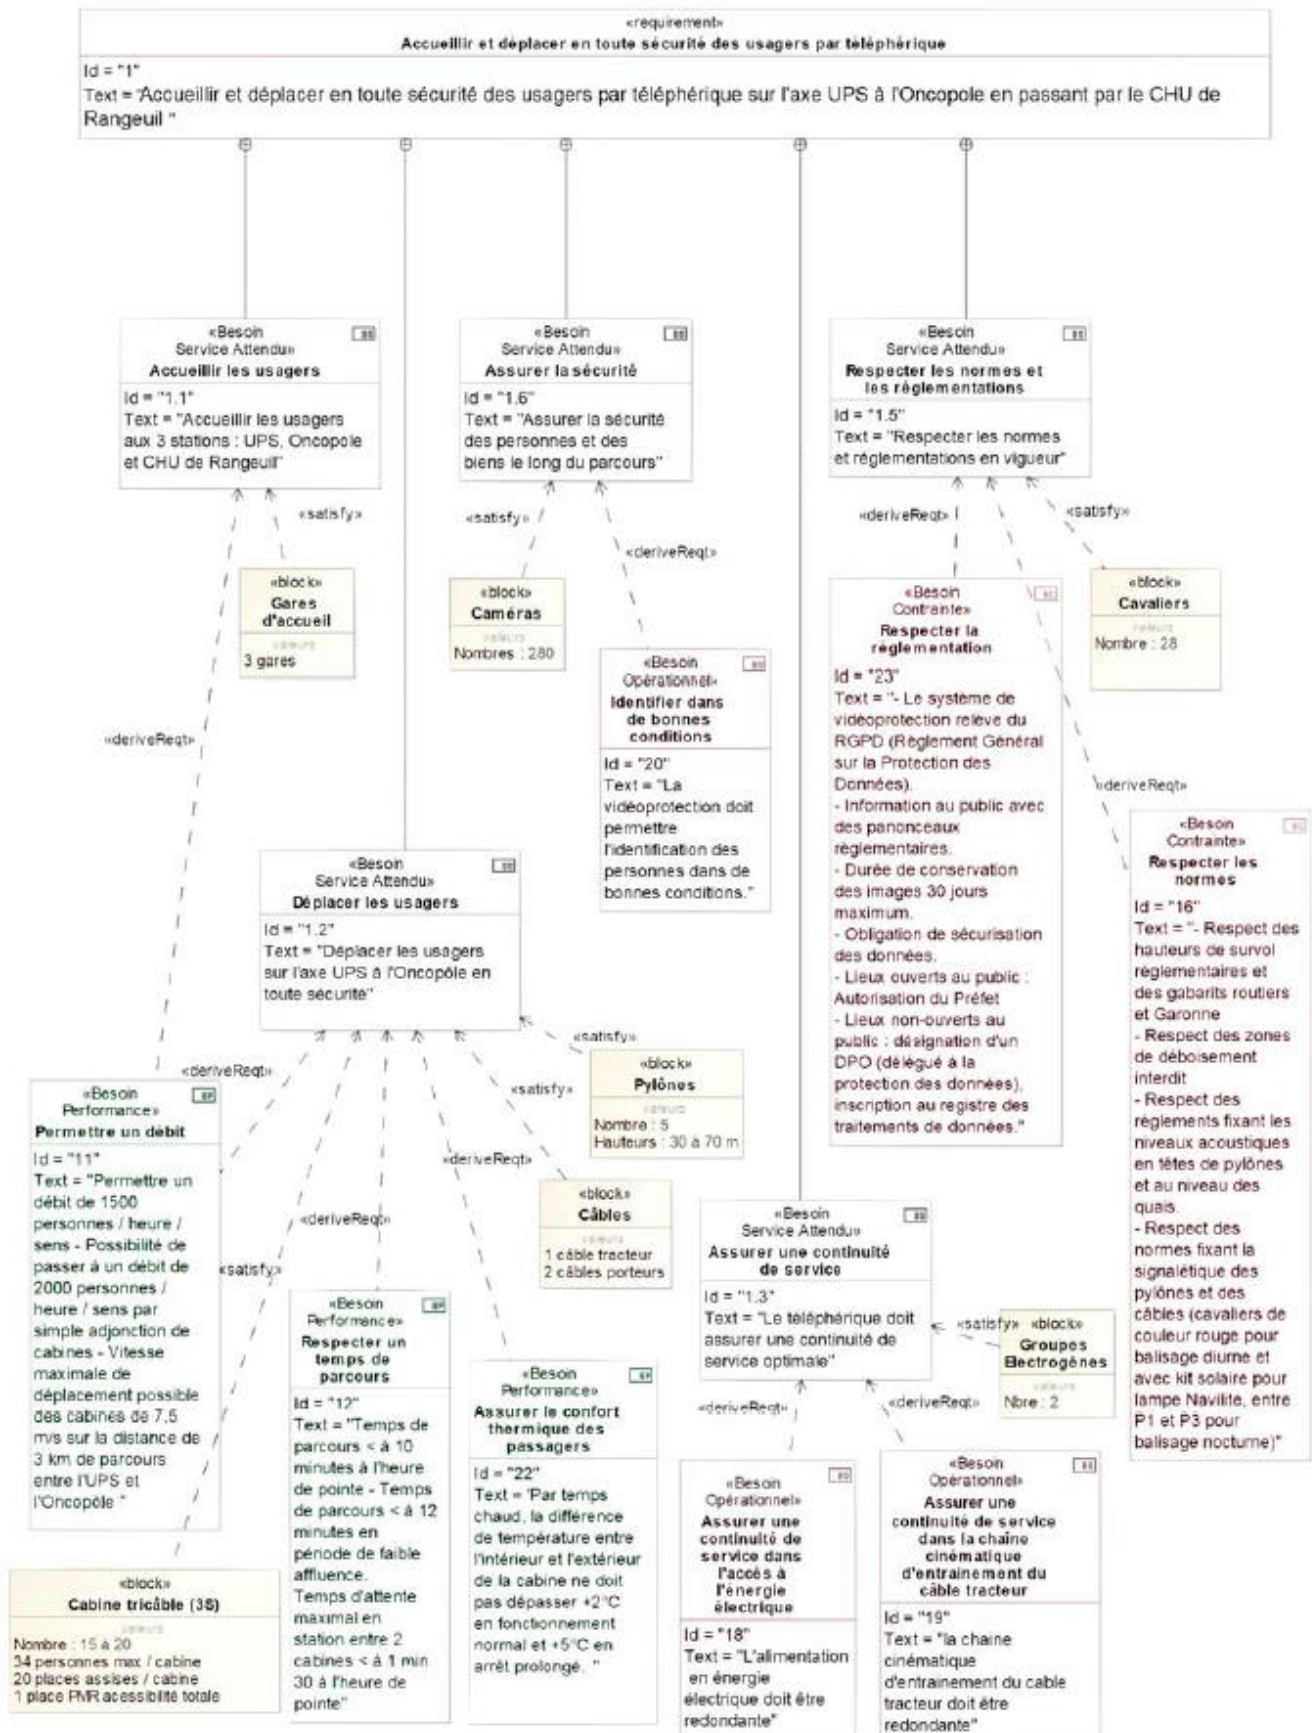 «requirement»
Accueillir et déplacer en toute sécurité des usagers par téléphérique
Id = "1"
Text = "Accueillir et déplacer en toute sécurité des usagers par téléphérique sur l'axe UPS à l'Oncopole en passant par le CHU de
Rangeuil "
«Besoin
Service Attendu»
Accueillir les usagers
Id = "1.1"
Text = "Accueillir les usagers
aux 3 stations : UPS, Oncopole
et CHU de Rangeuil"
«Besoin
Service Attendu»
Assurer la sécurité
Id = "1.6"
Text = "Assurer la sécurité
des personnes et des
biens le long du parcours"
«Besoin
Service Attendu»
Respecter les normes et
les réglementations
Id = "1.5"
Text = "Respecter les normes
et réglementations en vigueur"
«satisfy»
«satisfy»
«deriveReqt»
«deriveReqt»
«satisfy»
«block»
Gares
d'accueil
valeurs
3 gares
«block»
Caméras
valeurs
Nombres : 280
«Besoin
Opérationnel»
Identifier dans
de bonnes
conditions
Id = "20"
Text = "La
vidéoprotection doit
permettre
l'identification des
personnes dans de
bonnes conditions."
«Besoin
Contrainte»
Respecter la
réglementation
Id = "23"
Text = "- Le système de
vidéoprotection relève du
RGPD (Règlement Général
sur la Protection des
Données).
- Information au public avec
des panonceaux
règlementaires.
- Durée de conservation
des images 30 jours
maximum.
- Obligation de sécurisation
des données.
- Lieux ouverts au public :
Autorisation du Préfet
- Lieux non-ouverts au
public : désignation d'un
DPO (délégué à la
protection des données),
inscription au registre des
traitements de données."
«block»
Cavaliers
valeurs
Nombre : 28
«deriveReqt»
«deriveReqt»
«Besoin
Contrainte»
Respecter les
normes
Id = "16"
Text = "- Respect des
hauteurs de survol
réglementaires et
des gabarits routiers
et Garonne
- Respect des zones
de déboisement
interdit
- Respect des
règlements fixant les
niveaux acoustiques
en têtes de pylônes
et au niveau des
quais.
- Respect des
normes fixant la
signalétique des
pylônes et des
câbles (cavaliers de
couleur rouge pour
balisage diurne et
avec kit solaire pour
lampe Navilite, entre
P1 et P3 pour
balisage nocturne)"
«Besoin
Service Attendu»
Déplacer les usagers
Id = "1.2"
Text = "Déplacer les usagers
sur l'axe UPS à l'Oncopôle en
toute sécurité"
«satisfy»
«deriveReqt»
«satisfy»
«block»
Pylônes
valeurs
Nombre : 5
Hauteurs : 30 à 70 m
«Besoin
Performance»
Permettre un débit
Id = "11"
Text = "Permettre un
débit de 1500
personnes / heure /
sens - Possibilité de
passer à un débit de
2000 personnes /
heure / sens par
simple adjonction de
cabines - Vitesse
maximale de
déplacement possible
des cabines de 7,5
m/s sur la distance de
3 km de parcours
entre l'UPS et
l'Oncopôle "
«deriveReqt»
«deriveReqt»
«satisfy»
«block»
Câbles
valeurs
1 câble tracteur
2 câbles porteurs
«Besoin
Service Attendu»
Assurer une continuité
de service
Id = "1.3"
Text = "Le téléphérique doit
assurer une continuité de
service optimale"
«satisfy»
«block»
Groupes
Electrogènes
valeurs
Nbre : 2
«Besoin
Performance»
Respecter un
temps de
parcours
Id = "12"
Text = "Temps de
parcours < à 10
minutes à l'heure
de pointe - Temps
de parcours < à 12
minutes en
période de faible
affluence.
Temps d'attente
maximal en
station entre 2
cabines < à 1 min
30 à l'heure de
pointe"
«Besoin
Performance»
Assurer le confort
thermique des
passagers
Id = "22"
Text = "Par temps
chaud, la différence
de température entre
l'intérieur et l'extérieur
de la cabine ne doit
pas dépasser +2°C
en fonctionnement
normal et +5°C en
arrêt prolongé. "
«deriveReqt»
«deriveReqt»
«Besoin
Opérationnel»
Assurer une
continuité de
service dans
l'accès à
l'énergie
électrique
Id = "18"
Text = "L'alimentation
en énergie
électrique doit être
redondante"
«Besoin
Opérationnel»
Assurer une
continuité de service
dans la chaîne
cinématique
d'entrainement du
câble tracteur
Id = "19"
Text = "la chaine
cinématique
d'entrainement du cable
tracteur doit être
redondante"
«block»
Cabine tricâble (3S)
valeurs
Nombre : 15 à 20
34 personnes max / cabine
20 places assises / cabine
1 place PMR acessibilité totale